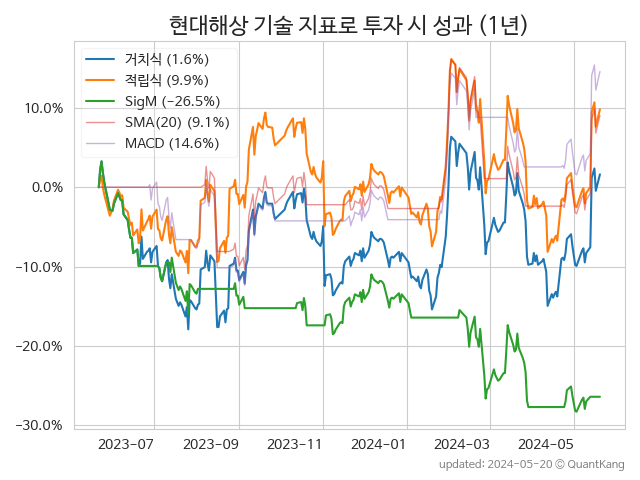 현대해상 기술 지표로 투자 시 성과 (1년)
거치식 (1.6%)
적립식 (9.9%)
SigM (−26.5%)
SMA(20) (9.1%)
MACD (14.6%)
10.0%
0.0%
−10.0%
−20.0%
−30.0%
2023-07 2023-09 2023-11 2024-01 2024-03 2024-05
updated: 2024-05-20 © QuantKang